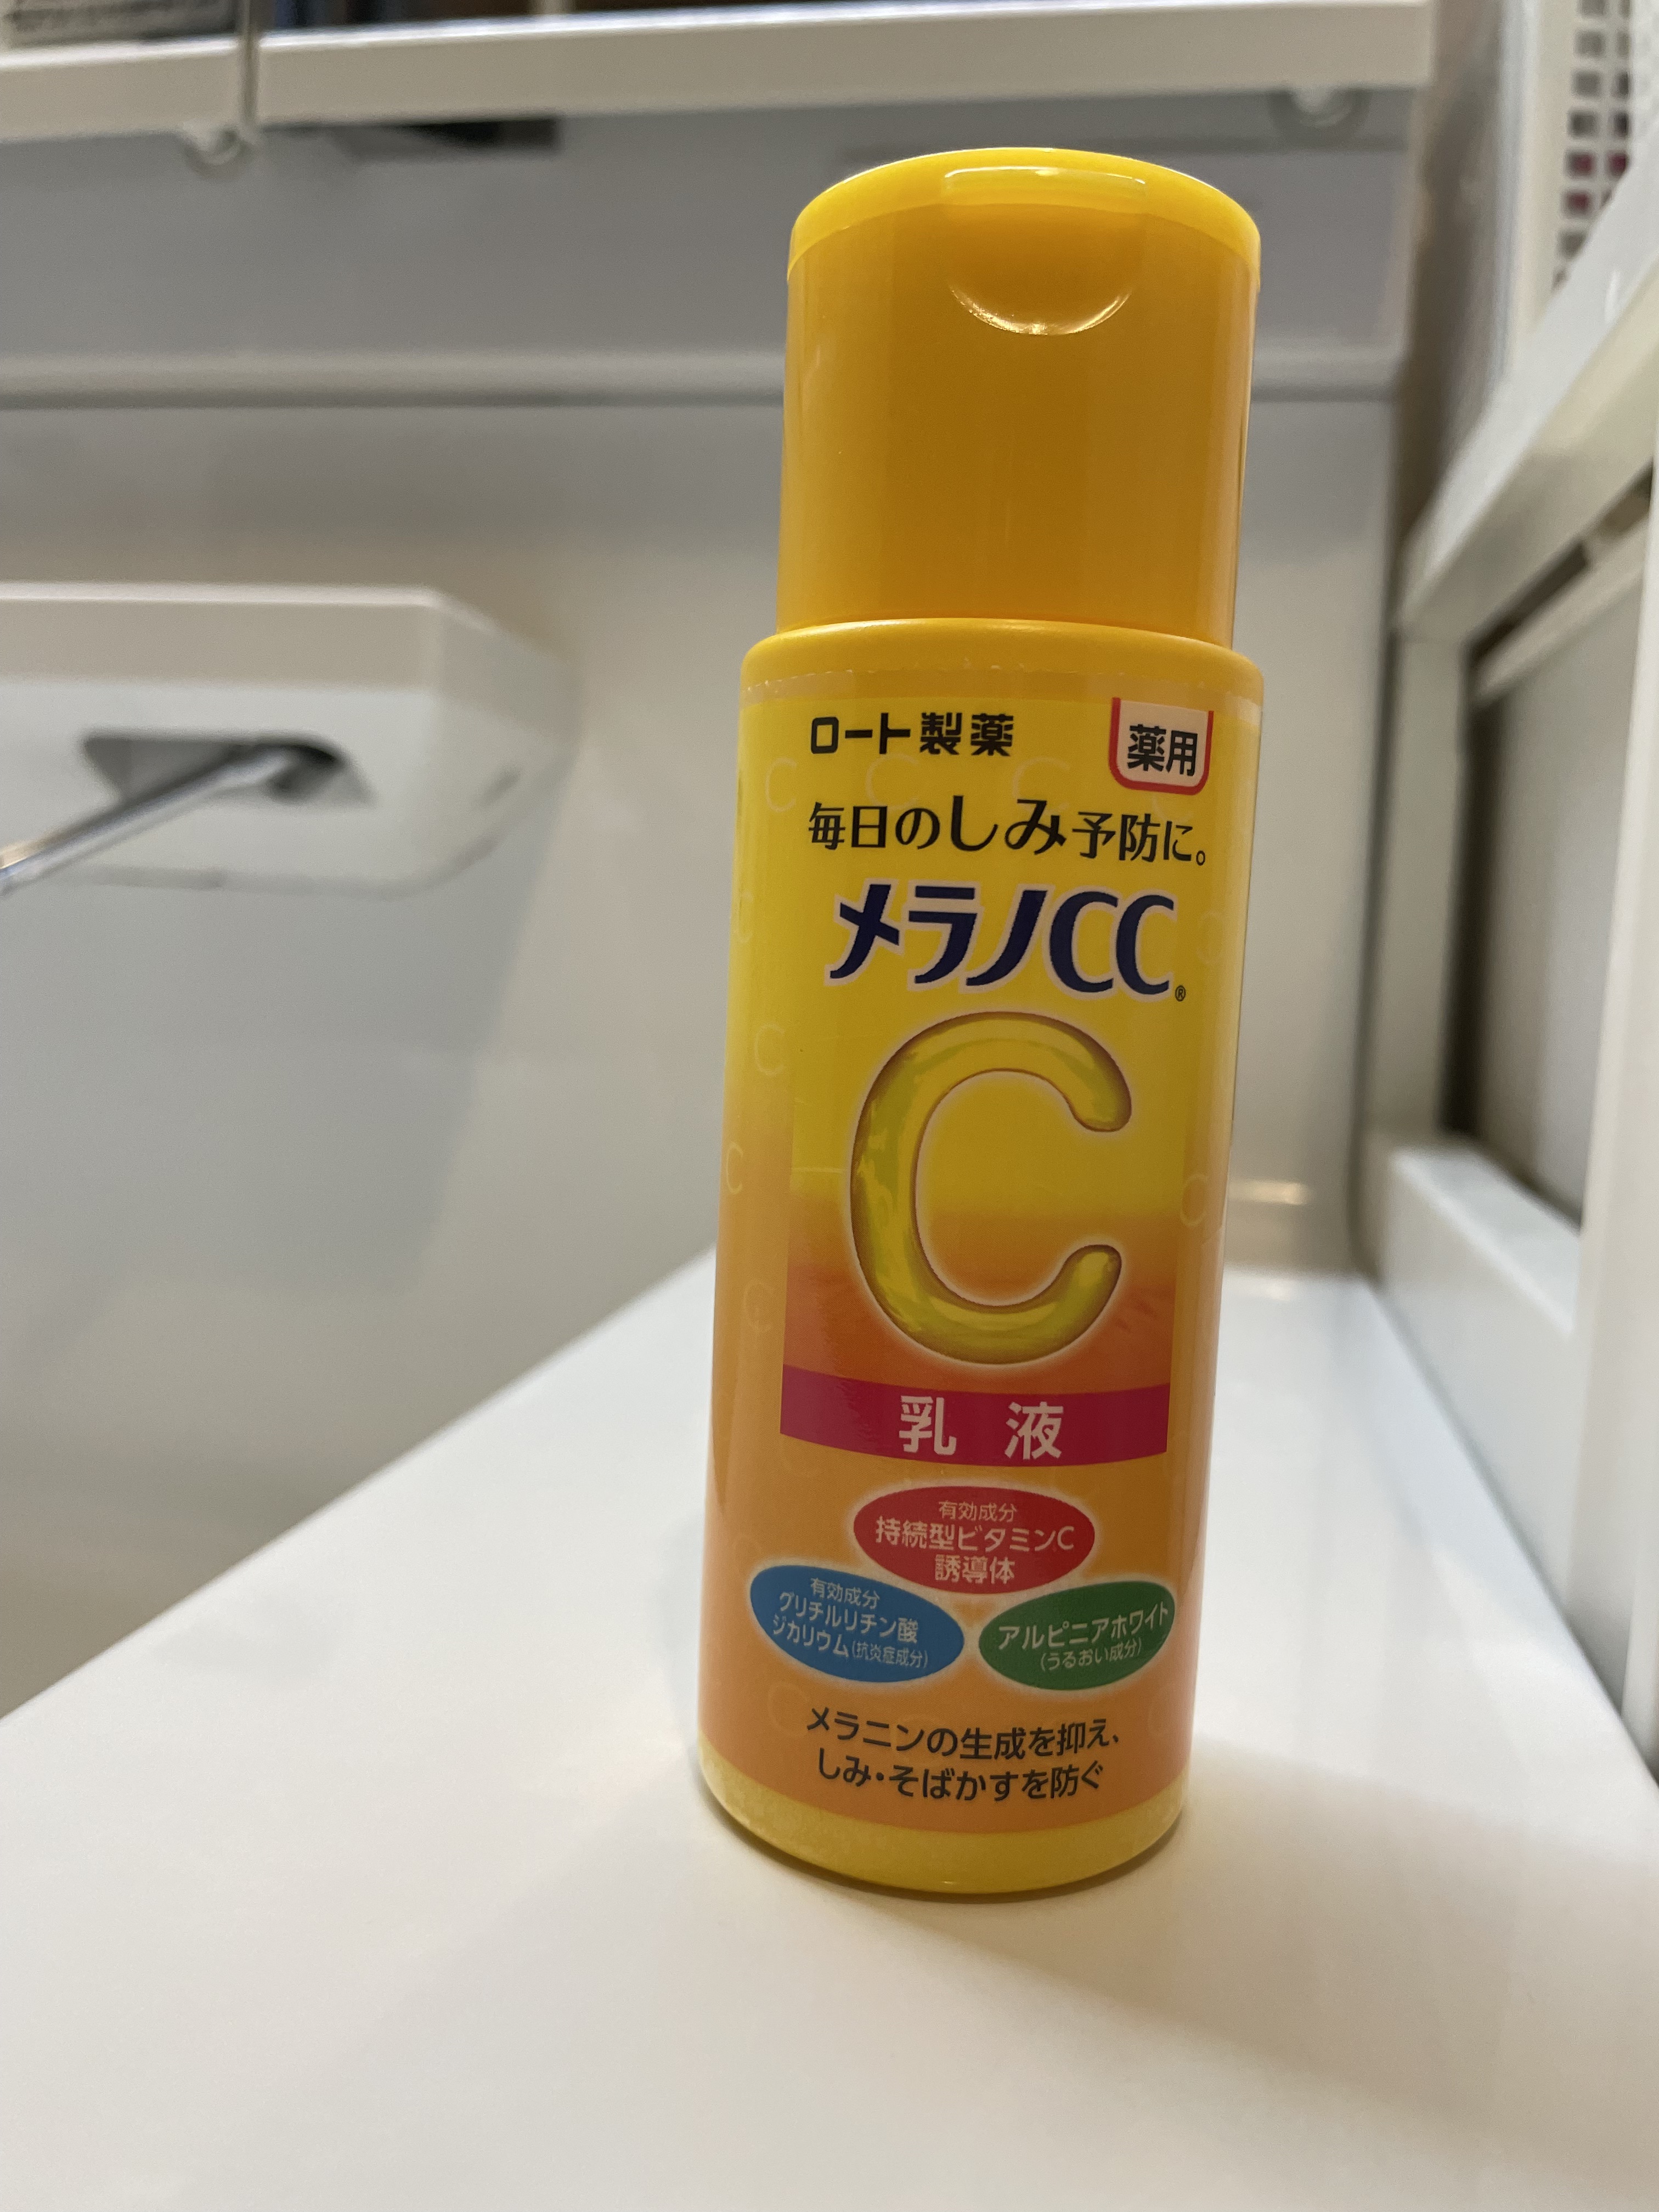 ロート製薬
薬用
毎日のしみ予防に。
メラノCC®
C
乳液
有効成分
持続型ビタミンC
誘導体
有効成分
グリチルリチン酸
ジカリウム(抗炎症成分)
アルピニアホワイト
(うるおい成分)
メラニンの生成を抑え、
しみ・そばかすを防ぐ